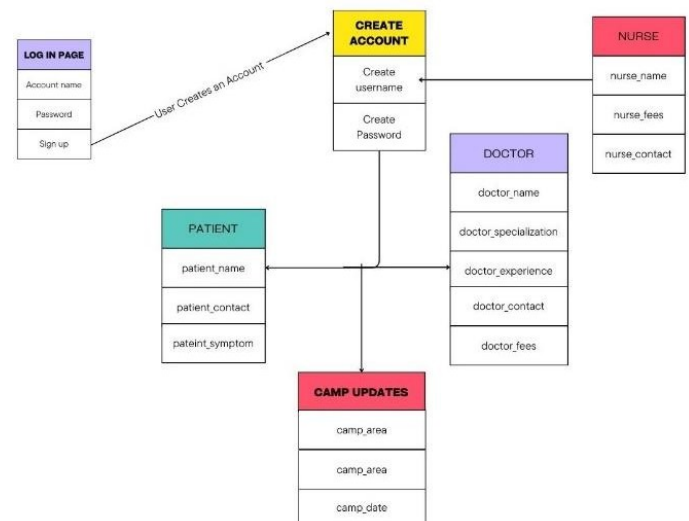 LOG IN PAGE
Account name
Password
Sign up
User Creates an Account
CREATE
ACCOUNT
Create
username
Create
Password
NURSE
nurse_name
nurse_fees
nurse_contact
DOCTOR
doctor_name
doctor_specialization
doctor_experience
doctor_contact
doctor_fees
PATIENT
patient_name
patient_contact
pateint_symptom
CAMP UPDATES
camp_area
camp_area
camp_date